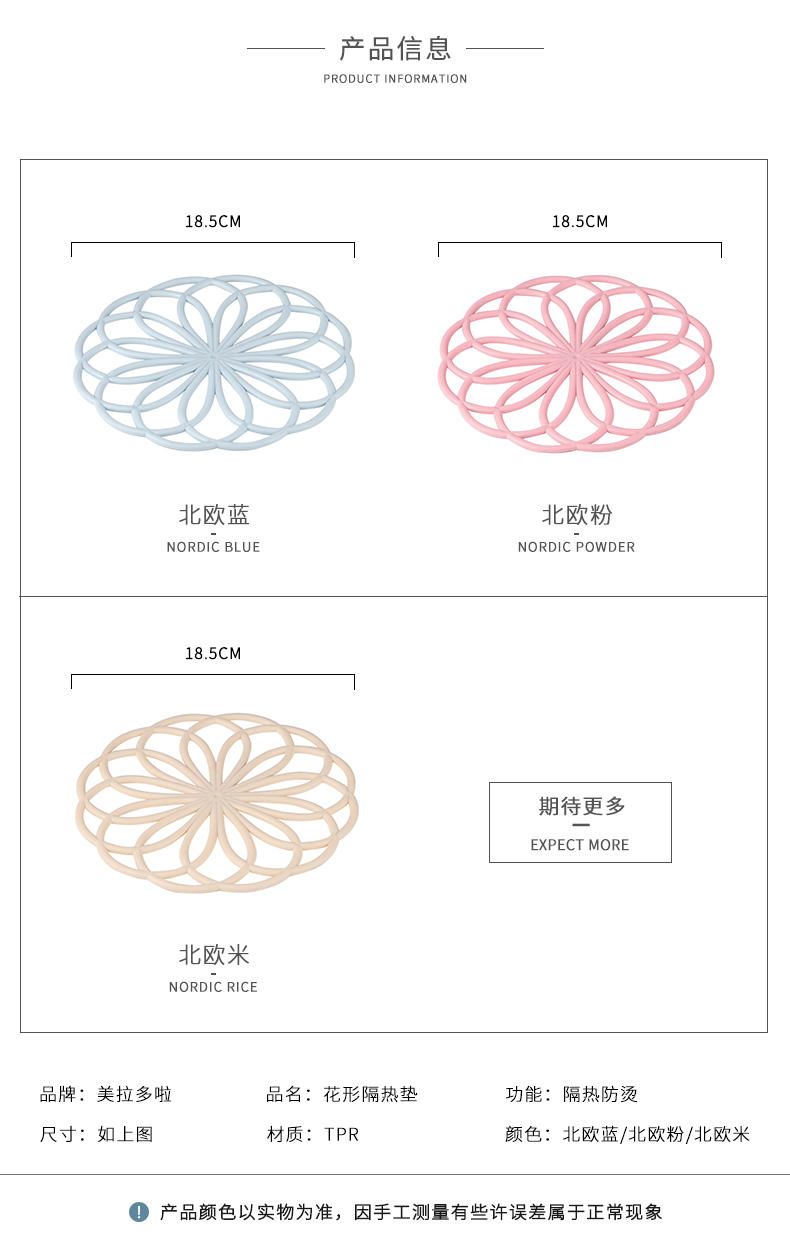 产品信息
PRODUCT INFORMATION
18.5CM
18.5CM
北欧蓝
NORDIC BLUE
北欧粉
NORDIC POWDER
18.5CM
期待更多
EXPECT MORE
北欧米
NORDIC RICE
品牌：美拉多啦
品名：花形隔热垫
功能：隔热防烫
尺寸：如上图
材质：TPR
颜色：北欧蓝/北欧粉/北欧米
! 产品颜色以实物为准，因手工测量有些许误差属于正常现象